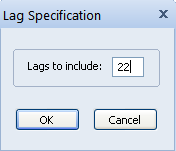 Lag Specification
Lags to include: 22
OK Cancel